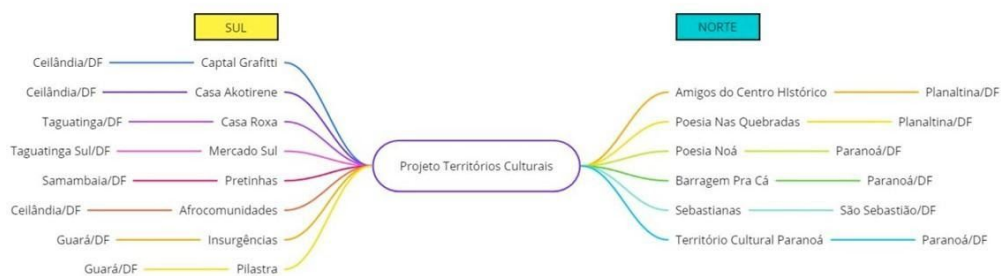 SUL
NORTE
Ceilândia/DF Captal Grafitti
Ceilândia/DF Casa Akotirene
Taguatinga/DF Casa Roxa
Taguatinga Sul/DF Mercado Sul
Samambaia/DF Pretinhas
Ceilândia/DF Afrocomunidades
Guará/DF Insurgências
Guará/DF Pilastra
Projeto Territórios Culturais
Amigos do Centro HIstórico Planaltina/DF
Poesia Nas Quebradas Planaltina/DF
Poesia Noá Paranoá/DF
Barragem Pra Cá Paranoá/DF
Sebastianas São Sebastião/DF
Território Cultural Paranoá Paranoá/DF